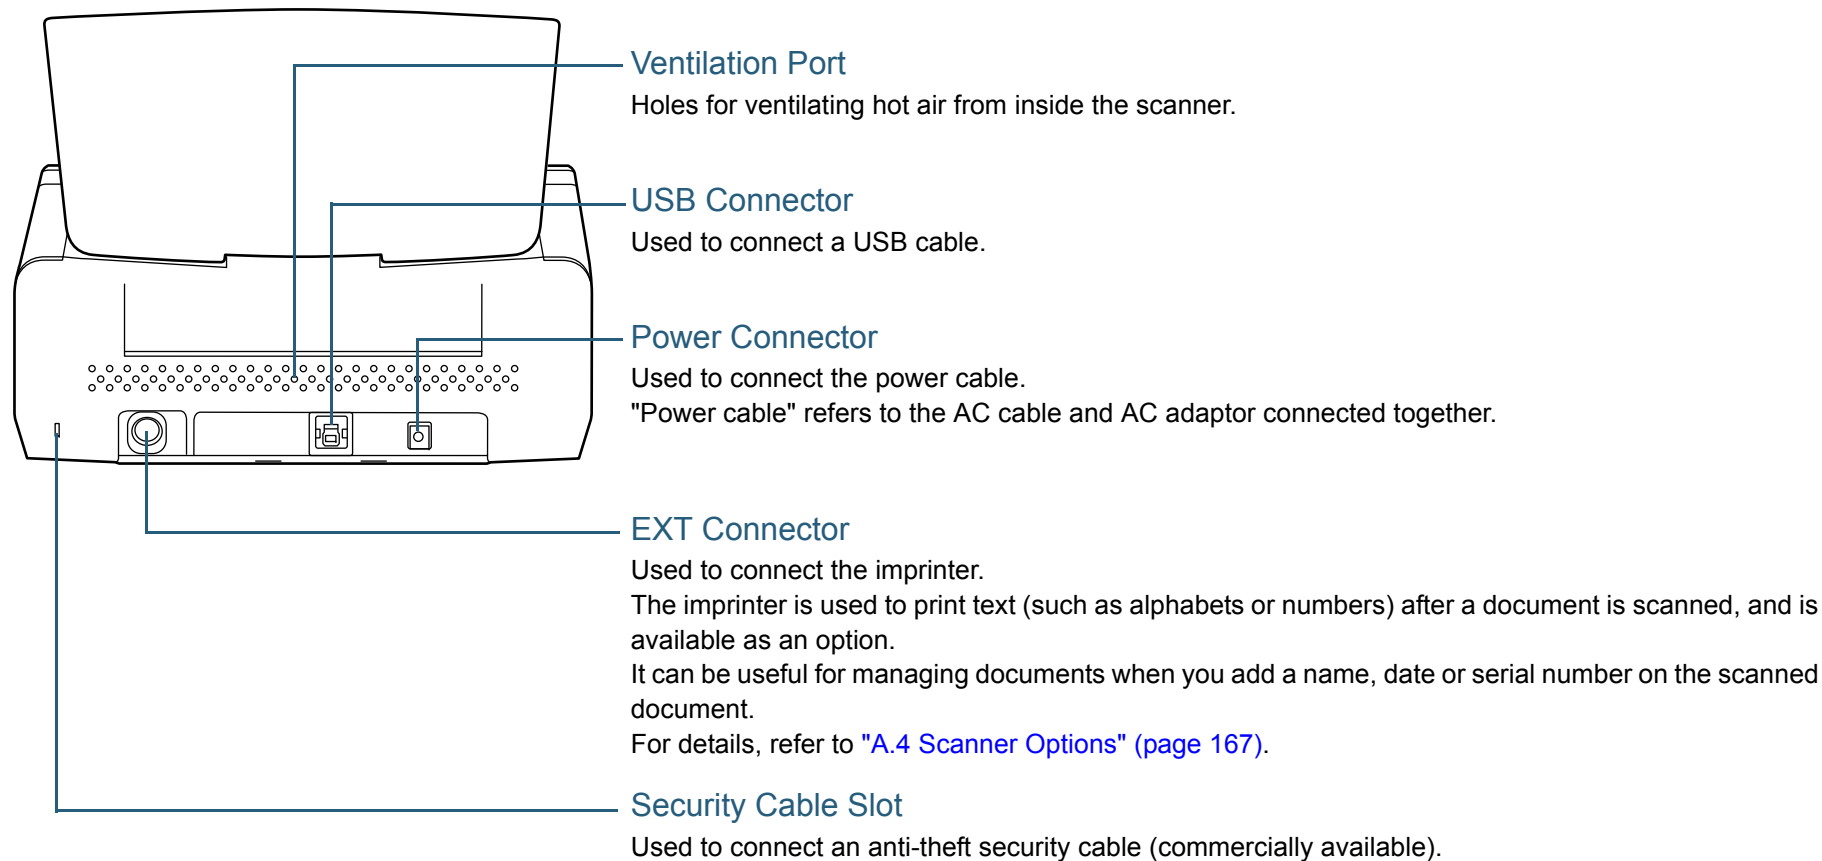 Ventilation Port
Holes for ventilating hot air from inside the scanner.
USB Connector
Used to connect a USB cable.
Power Connector
Used to connect the power cable.
"Power cable" refers to the AC cable and AC adaptor connected together.
EXT Connector
Used to connect the imprinter.
The imprinter is used to print text (such as alphabets or numbers) after a document is scanned, and is
available as an option.
It can be useful for managing documents when you add a name, date or serial number on the scanned
document.
For details, refer to "A.4 Scanner Options" (page 167).
Security Cable Slot
Used to connect an anti-theft security cable (commercially available).